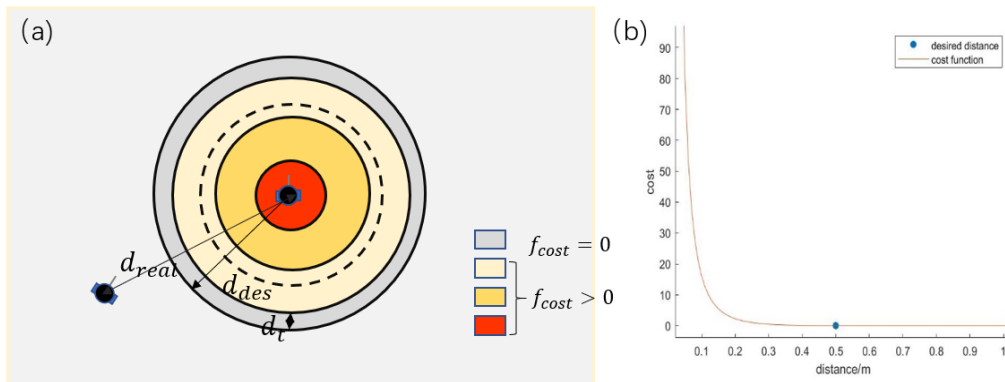 (a)
d_real
d_des
d_t
f_cost = 0
f_cost > 0
(b)
90
80
70
60
50
40
30
20
10
0
cost
desired distance
cost function
0.1 0.2 0.3 0.4 0.5 0.6 0.7 0.8 0.9 1
distance/m